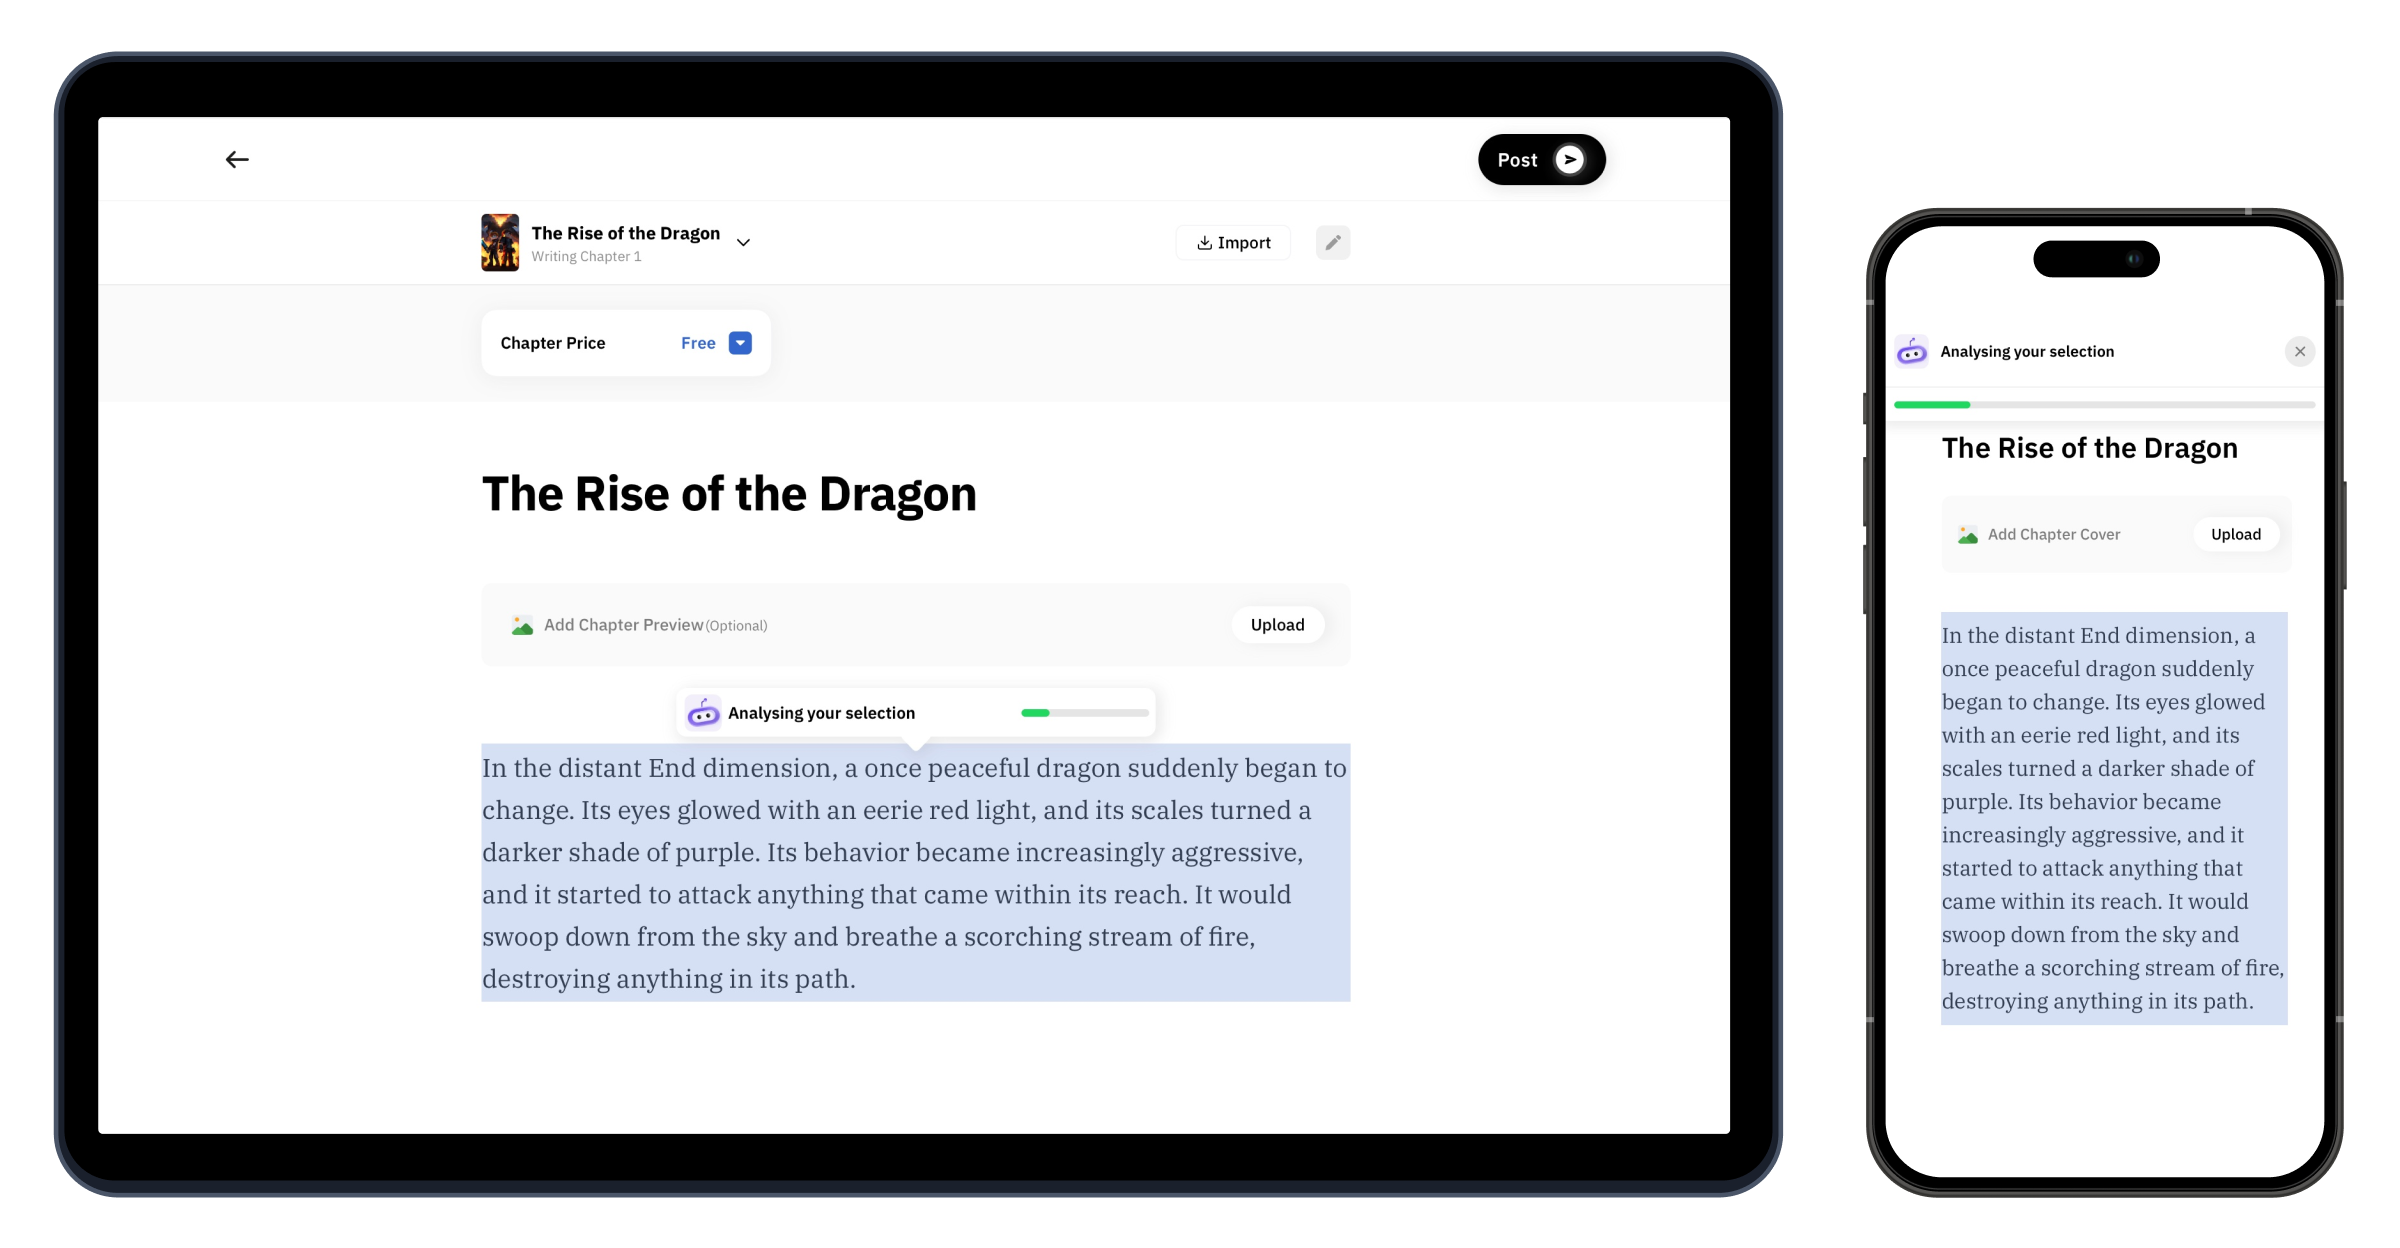 Post
The Rise of the Dragon
Writing Chapter 1
Import
Chapter Price
Free
The Rise of the Dragon
Add Chapter Preview(Optional)
Upload
Analysing your selection
In the distant End dimension, a once peaceful dragon suddenly began to
change. Its eyes glowed with an eerie red light, and its scales turned a
darker shade of purple. Its behavior became increasingly aggressive,
and it started to attack anything that came within its reach. It would
swoop down from the sky and breathe a scorching stream of fire,
destroying anything in its path.
Analysing your selection
The Rise of the Dragon
Add Chapter Cover
Upload
In the distant End dimension, a
once peaceful dragon suddenly
began to change. Its eyes glowed
with an eerie red light, and its
scales turned a darker shade of
purple. Its behavior became
increasingly aggressive, and it
started to attack anything that
came within its reach. It would
swoop down from the sky and
breathe a scorching stream of fire,
destroying anything in its path.